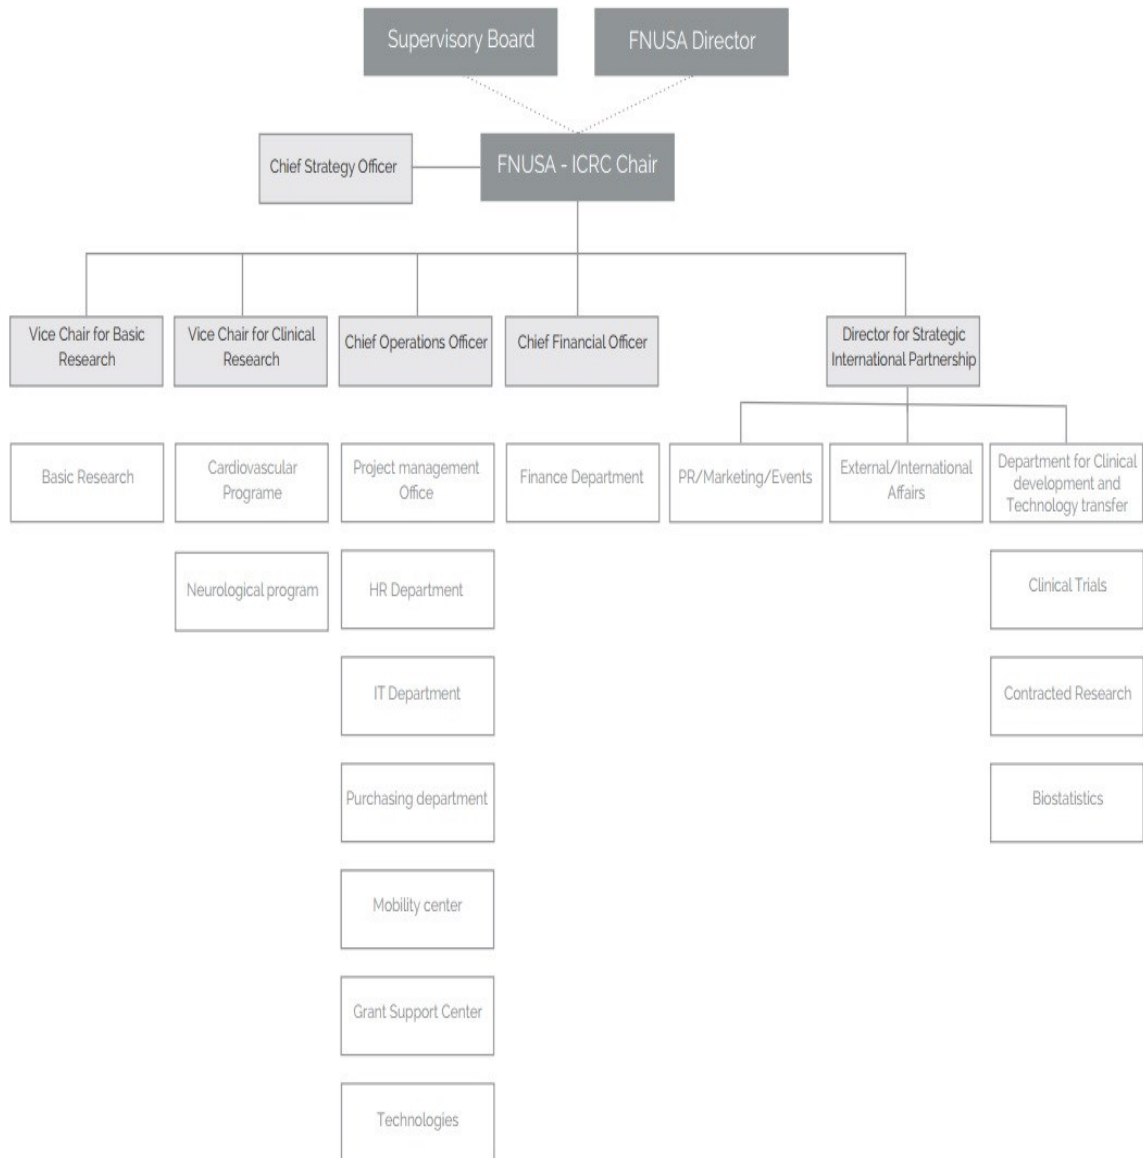 Supervisory Board
FNUSA Director
Chief Strategy Officer
FNUSA - ICRC Chair
Vice Chair for Basic
Research
Vice Chair for Clinical
Research
Chief Operations Officer
Chief Financial Officer
Director for Strategic
International Partnership
Basic Research
Cardiovascular
Programe
Project management
Office
Finance Department
PR/Marketing/Events
External/International
Affairs
Department for Clinical
development and
Technology transfer
Neurological program
HR Department
Clinical Trials
IT Department
Contracted Research
Purchasing department
Biostatistics
Mobility center
Grant Support Center
Technologies